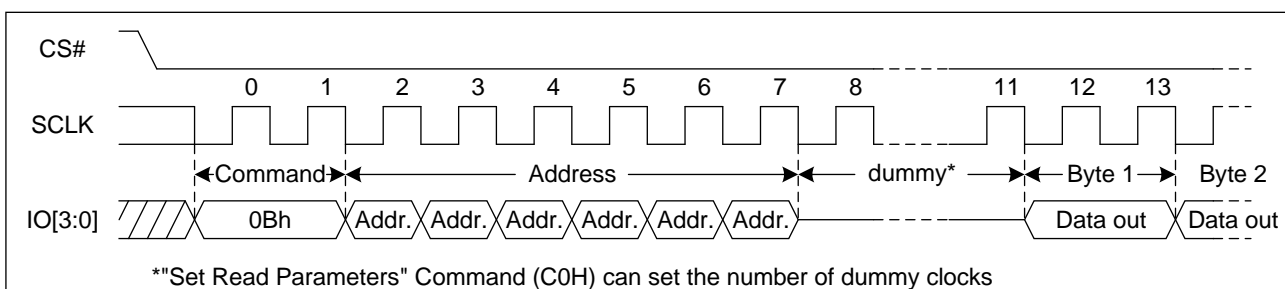 CS#
0 1 2 3 4 5 6 7 8 11 12 13
SCLK
Command Address dummy* Byte 1 Byte 2
IO[3:0] 0Bh Addr. Addr. Addr. Addr. Addr. Addr. Data out Data out
*"Set Read Parameters" Command (C0H) can set the number of dummy clocks